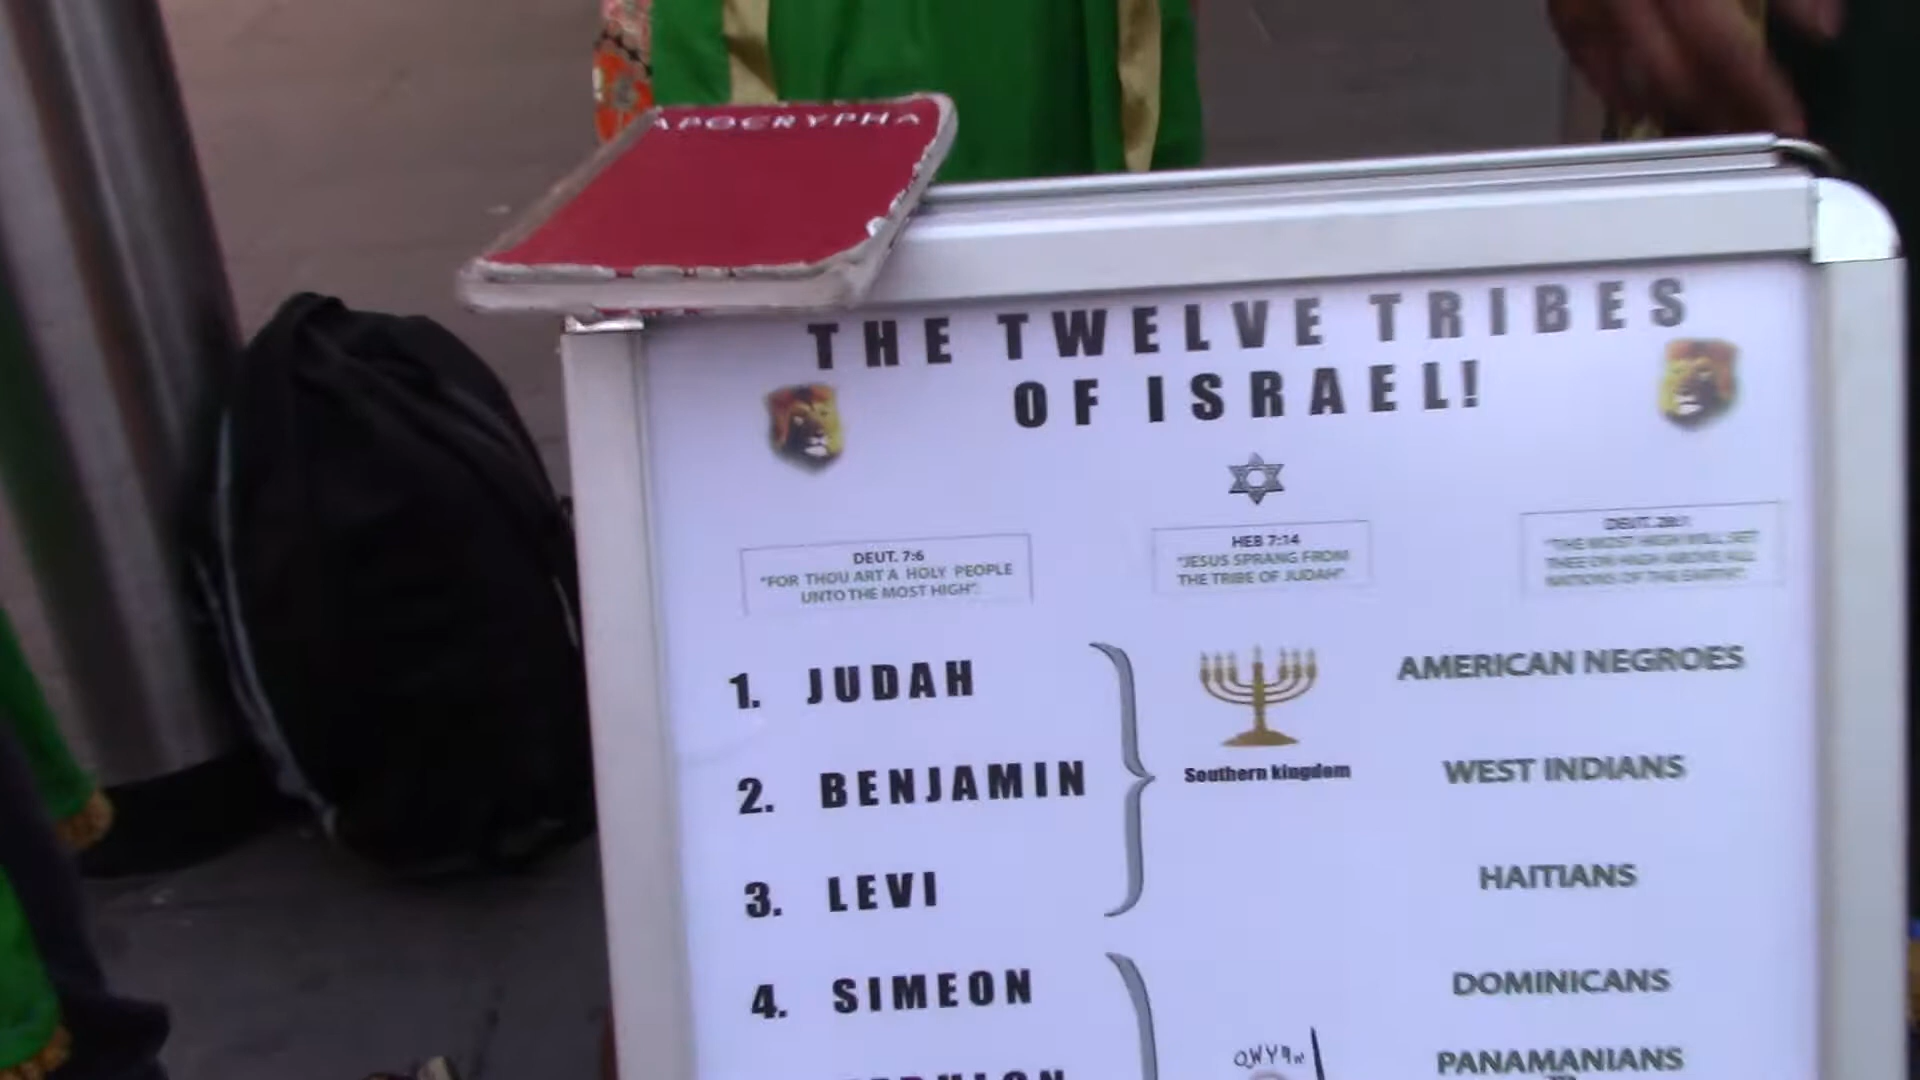 APOCRYPHA
THE TWELVE TRIBES
OF ISRAEL!
DEUT. 7:6
"FOR THOU ART A HOLY PEOPLE
UNTO THE MOST HIGH".
HEB 7:14
"JESUS SPRANG FROM
THE TRIBE OF JUDAH".
DEUT. 28:1
"THE MOST HIGH WILL SET
THEE ON HIGH ABOVE ALL
NATIONS OF THE EARTH".
1. JUDAH AMERICAN NEGROES
2. BENJAMIN Southern kingdom WEST INDIANS
3. LEVI HAITIANS
4. SIMEON DOMINICANS
PANAMANIANS